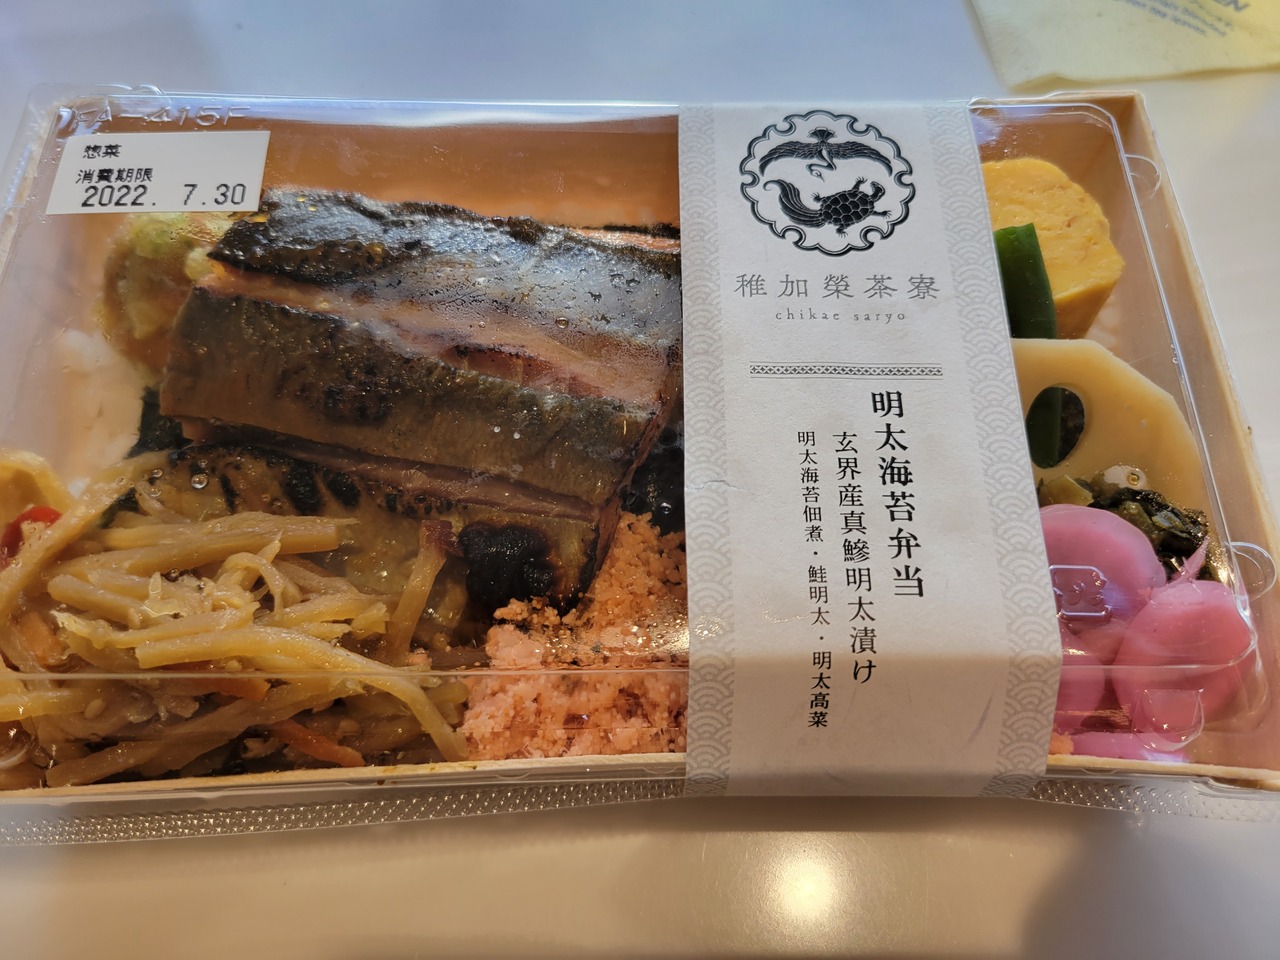 FA-415F
惣菜
消費期限
2022. 7.30
稚加榮茶寮
chikae saryo
明太海苔弁当
玄界産真鯵明太漬け
明太海苔佃煮・鮭明太・明太高菜